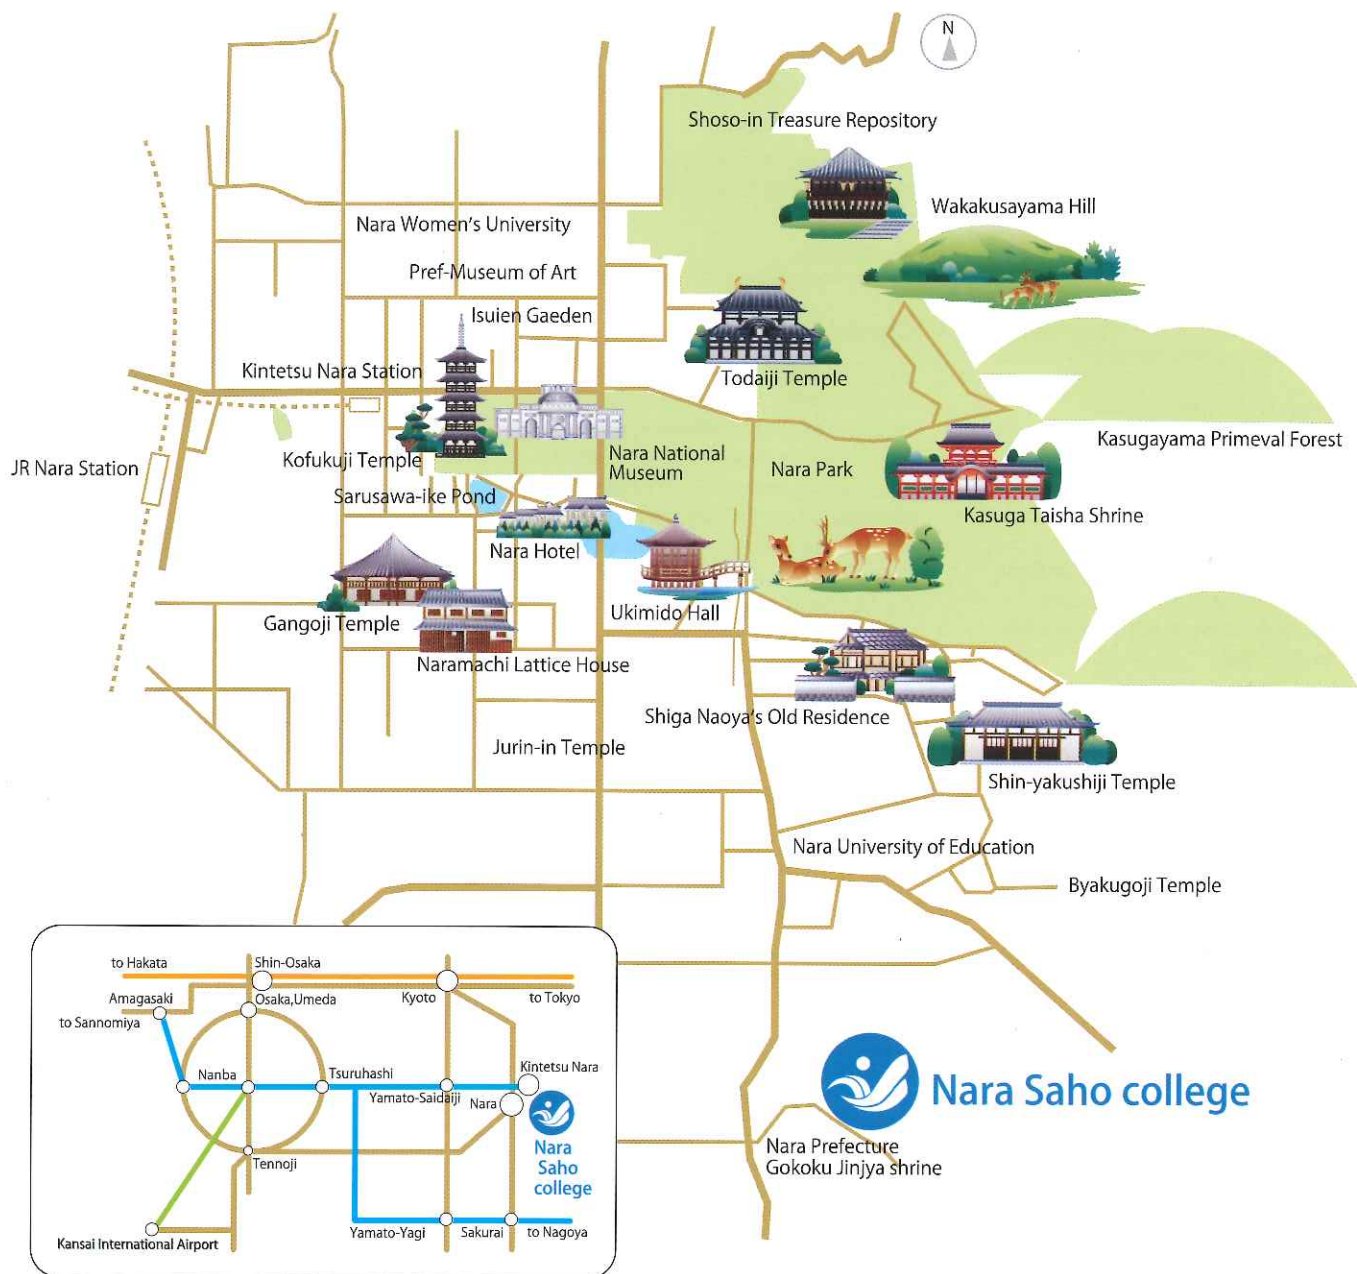 N
Shoso-in Treasure Repository
Wakakusayama Hill
Nara Women's University
Pref-Museum of Art
Isuien Gaeden
Kintetsu Nara Station
Todaiji Temple
Kasugayama Primeval Forest
JR Nara Station
Kofukuji Temple
Nara National
Museum
Nara Park
Sarusawa-ike Pond
Kasuga Taisha Shrine
Nara Hotel
Gangoji Temple
Ukimido Hall
Naramachi Lattice House
Shiga Naoya's Old Residence
Jurin-in Temple
Shin-yakushiji Temple
Nara University of Education
Byakugoji Temple
Nara Saho college
Nara Prefecture
Gokoku Jinjya shrine
to Hakata
Shin-Osaka
Amagasaki
Osaka,Umeda
Kyoto
to Tokyo
to Sannomiya
Nanba
Tsuruhashi
Yamato-Saidaiji
Kintetsu Nara
Nara
Nara
Saho
college
Tennoji
Kansai International Airport
Yamato-Yagi
Sakurai
to Nagoya